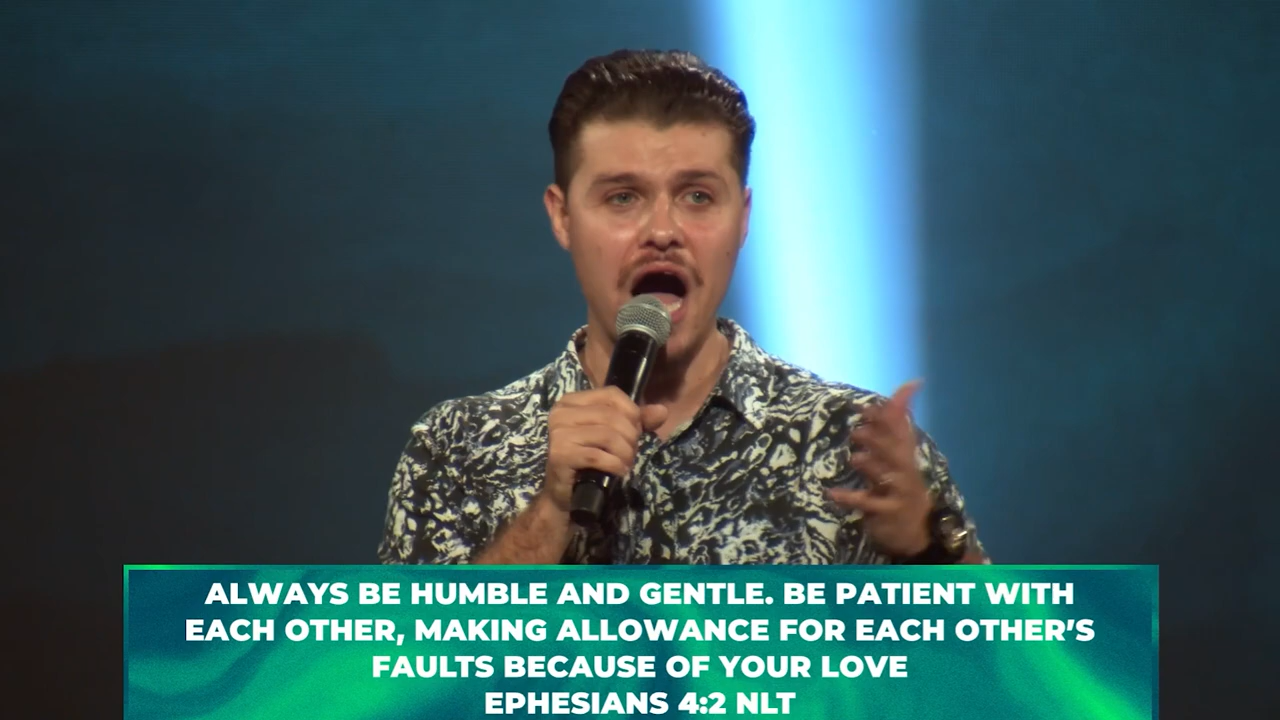 ALWAYS BE HUMBLE AND GENTLE. BE PATIENT WITH
EACH OTHER, MAKING ALLOWANCE FOR EACH OTHER'S
FAULTS BECAUSE OF YOUR LOVE
EPHESIANS 4:2 NLT